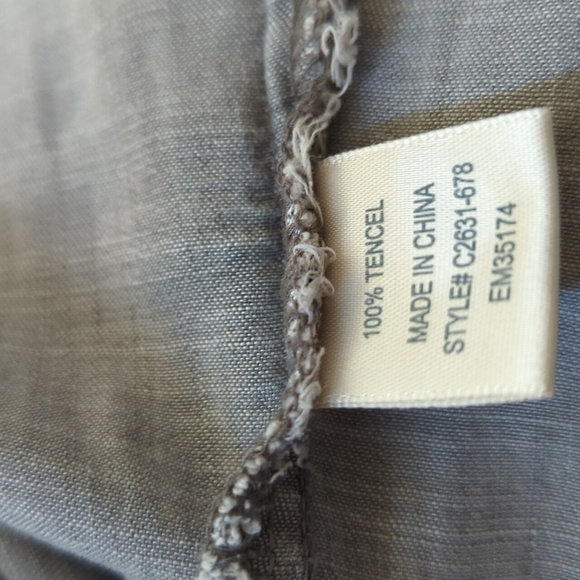 100% TENCEL
MADE IN CHINA
STYLE# C2631-678
EM35174